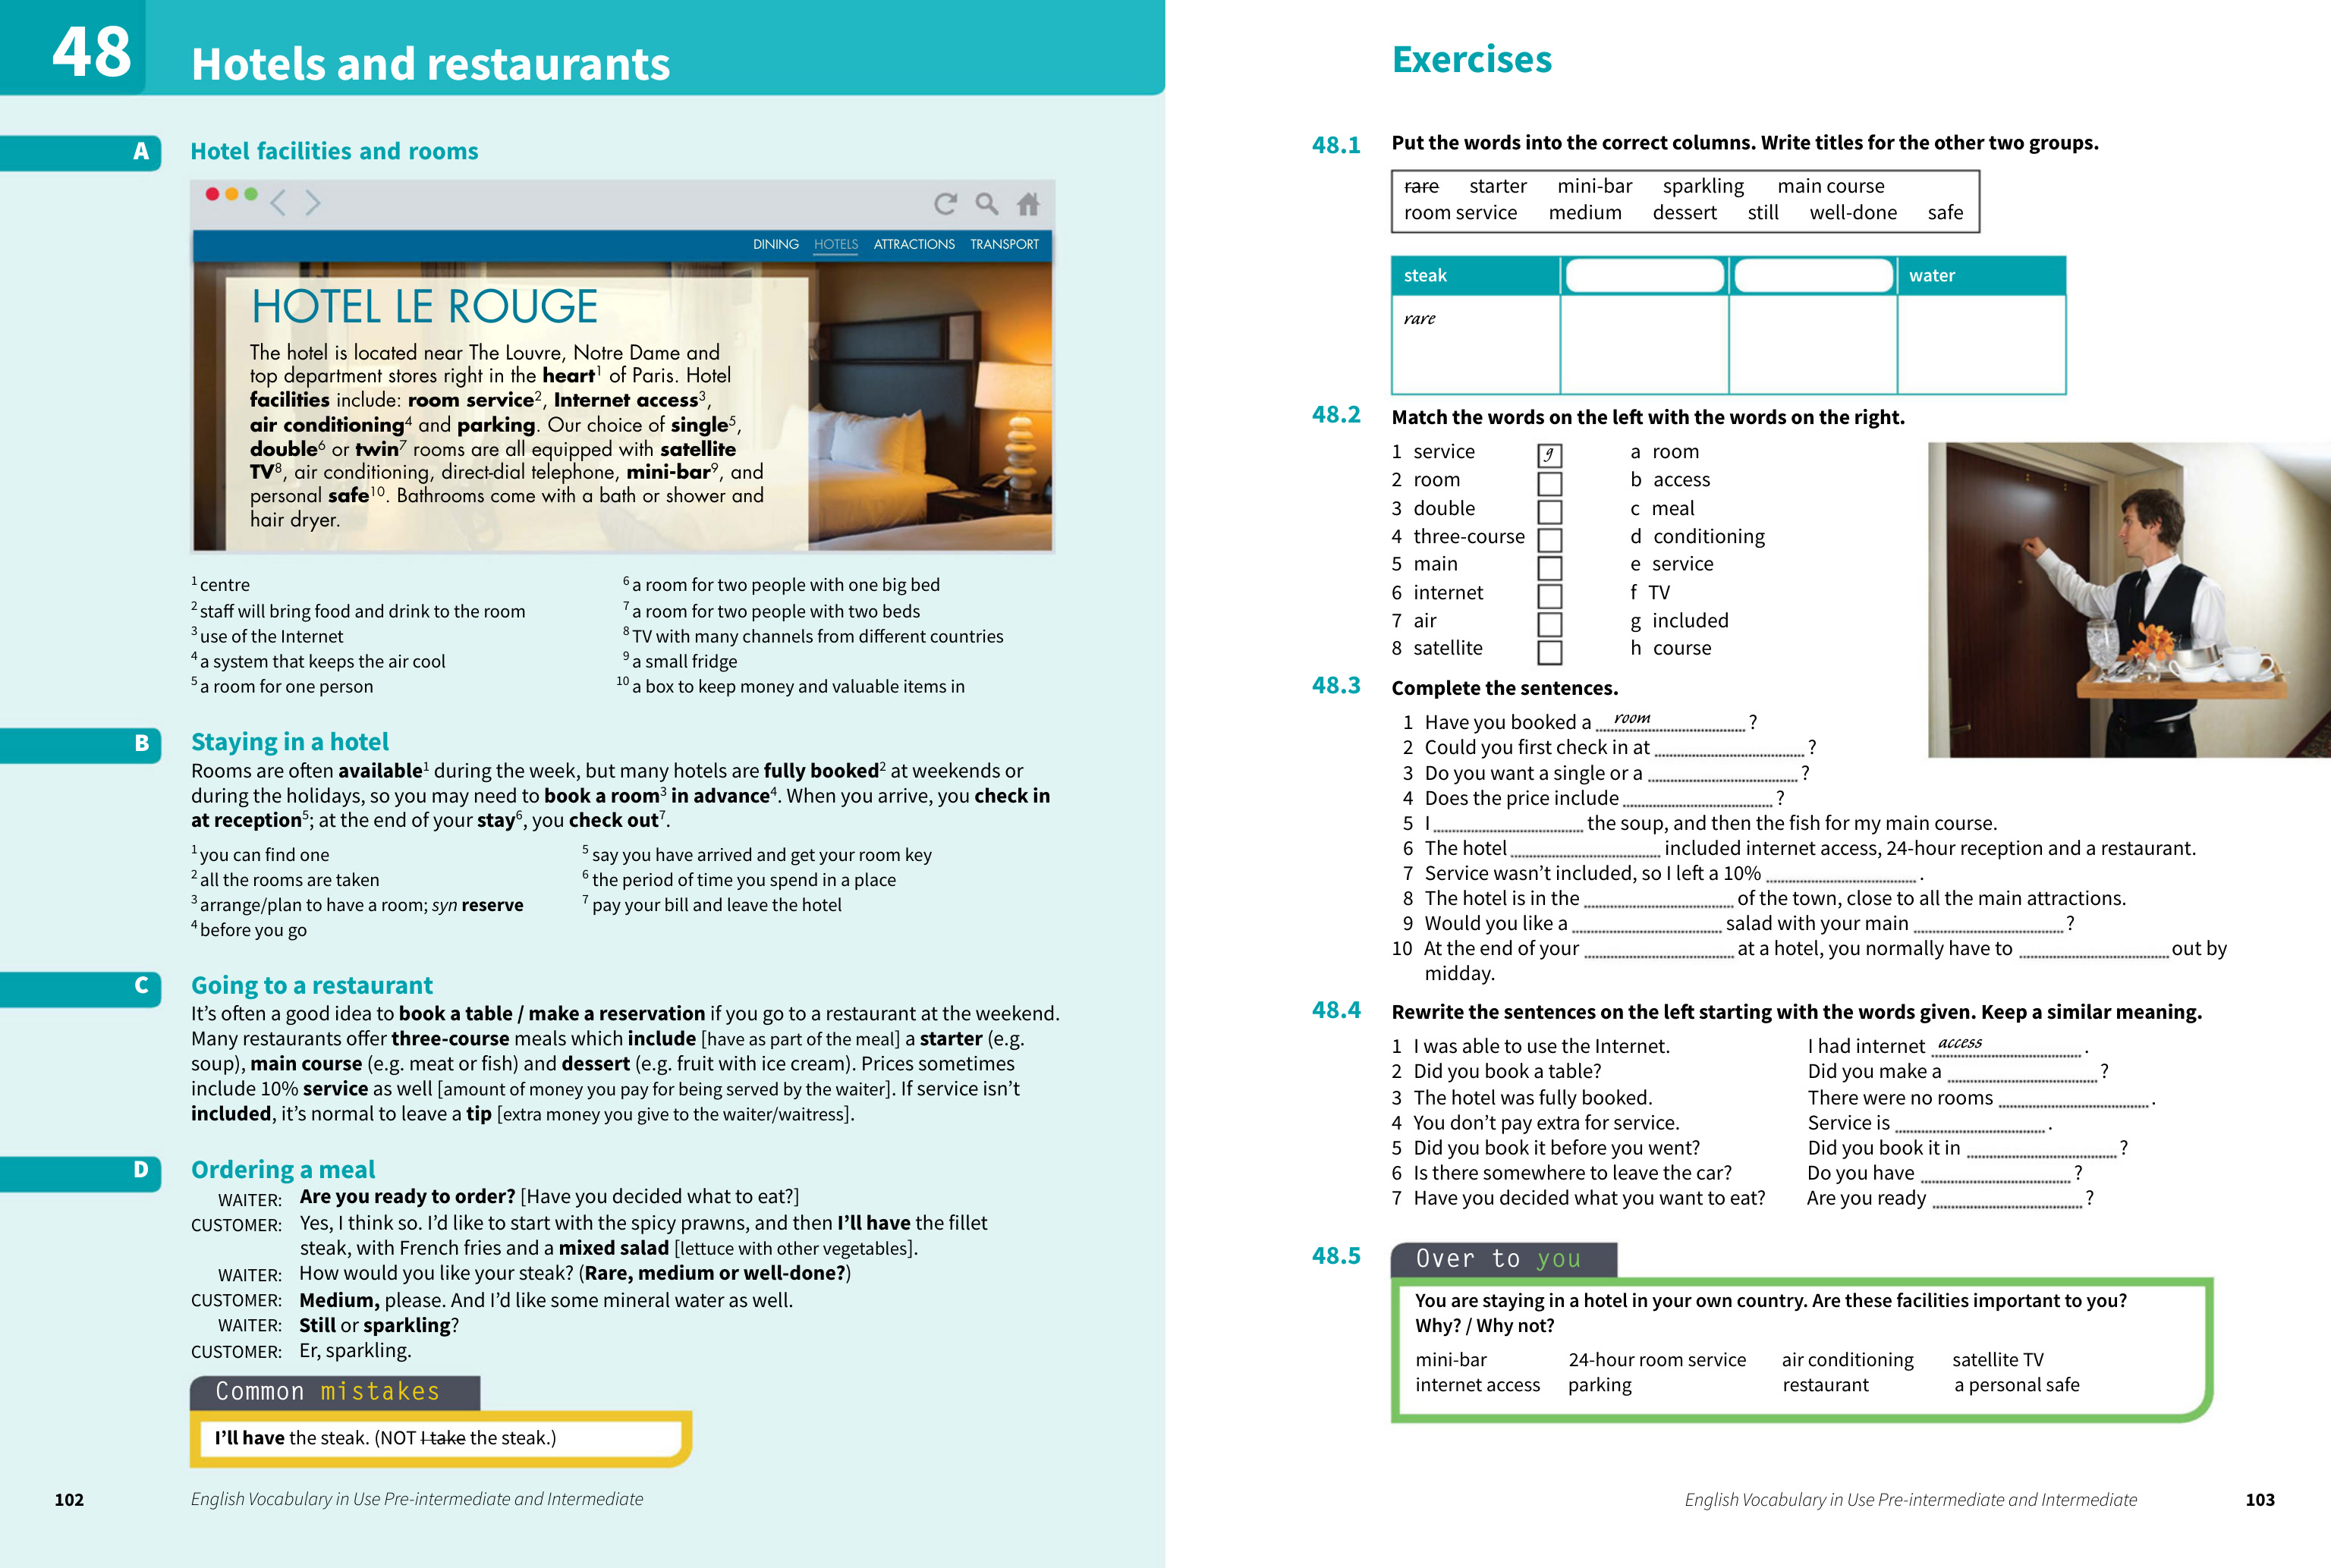 48
Hotels and restaurants
A
Hotel facilities and rooms
DINING HOTELS ATTRACTIONS TRANSPORT
HOTEL LE ROUGE
The hotel is located near The Louvre, Notre Dame and
top department stores right in the heart1 of Paris. Hotel
facilities include: room service2, Internet access3,
air conditioning4 and parking. Our choice of single5,
double6 or twin7 rooms are all equipped with satellite
TV8, air conditioning, direct-dial telephone, mini-bar9, and
personal safe10. Bathrooms come with a bath or shower and
hair dryer.
1 centre
2 staff will bring food and drink to the room
3 use of the Internet
4 a system that keeps the air cool
5 a room for one person
6 a room for two people with one big bed
7 a room for two people with two beds
8 TV with many channels from different countries
9 a small fridge
10 a box to keep money and valuable items in
B
Staying in a hotel
Rooms are often available1 during the week, but many hotels are fully booked2 at weekends or
during the holidays, so you may need to book a room3 in advance4. When you arrive, you check in
at reception5; at the end of your stay6, you check out7.
1 you can find one
2 all the rooms are taken
3 arrange/plan to have a room; syn reserve
4 before you go
5 say you have arrived and get your room key
6 the period of time you spend in a place
7 pay your bill and leave the hotel
C
Going to a restaurant
It's often a good idea to book a table / make a reservation if you go to a restaurant at the weekend.
Many restaurants offer three-course meals which include [have as part of the meal] a starter (e.g.
soup), main course (e.g. meat or fish) and dessert (e.g. fruit with ice cream). Prices sometimes
include 10% service as well [amount of money you pay for being served by the waiter]. If service isn't
included, it's normal to leave a tip [extra money you give to the waiter/waitress].
D
Ordering a meal
WAITER: Are you ready to order? [Have you decided what to eat?]
CUSTOMER: Yes, I think so. I'd like to start with the spicy prawns, and then I'll have the fillet
steak, with French fries and a mixed salad [lettuce with other vegetables].
WAITER: How would you like your steak? (Rare, medium or well-done?)
CUSTOMER: Medium, please. And I'd like some mineral water as well.
WAITER: Still or sparkling?
CUSTOMER: Er, sparkling.
Common mistakes
I'll have the steak. (NOT I take the steak.)
102
English Vocabulary in Use Pre-intermediate and Intermediate
Exercises
48.1 Put the words into the correct columns. Write titles for the other two groups.
rare starter mini-bar sparkling main course
room service medium dessert still well-done safe
steak water
rare
48.2 Match the words on the left with the words on the right.
1 service g a room
2 room b access
3 double c meal
4 three-course d conditioning
5 main e service
6 internet f TV
7 air g included
8 satellite h course
48.3 Complete the sentences.
1 Have you booked a room ?
2 Could you first check in at ?
3 Do you want a single or a ?
4 Does the price include ?
5 I the soup, and then the fish for my main course.
6 The hotel included internet access, 24-hour reception and a restaurant.
7 Service wasn't included, so I left a 10% .
8 The hotel is in the of the town, close to all the main attractions.
9 Would you like a salad with your main ?
10 At the end of your at a hotel, you normally have to out by
midday.
48.4 Rewrite the sentences on the left starting with the words given. Keep a similar meaning.
1 I was able to use the Internet. I had internet access .
2 Did you book a table? Did you make a ?
3 The hotel was fully booked. There were no rooms .
4 You don't pay extra for service. Service is .
5 Did you book it before you went? Did you book it in ?
6 Is there somewhere to leave the car? Do you have ?
7 Have you decided what you want to eat? Are you ready ?
48.5 Over to you
You are staying in a hotel in your own country. Are these facilities important to you?
Why? / Why not?
mini-bar 24-hour room service air conditioning satellite TV
internet access parking restaurant a personal safe
English Vocabulary in Use Pre-intermediate and Intermediate
103